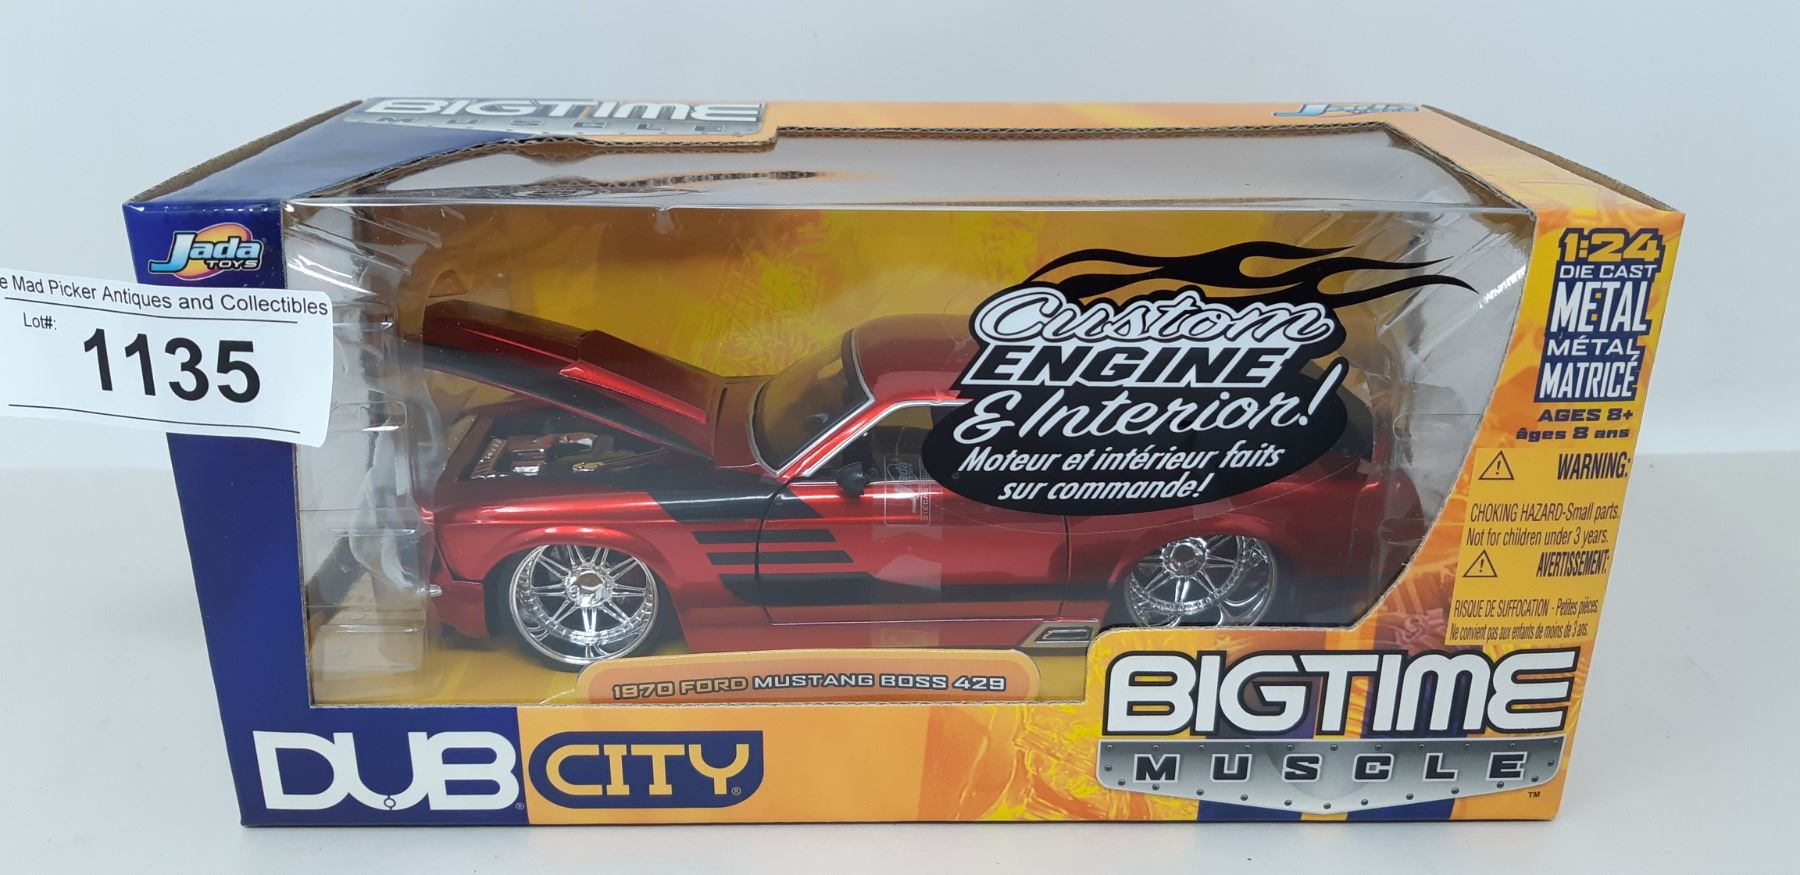 BIGTIME
MUSCLE
Jada
Jada
TOYS
e Mad Picker Antiques and Collectibles
Lot#:
1135
Custom
ENGINE
& Interior!
Moteur et intérieur faits
sur commande!
1:24
DIE CAST
METAL
MÉTAL
MATRICÉ
AGES 8+
âges 8 ans
WARNING:
CHOKING HAZARD-Small parts.
Not for children under 3 years.
AVERTISSEMENT:
RISQUE DE SUFFOCATION - Petites pièces.
Ne convient pas aux enfants de moins de 3 ans.
1970 FORD MUSTANG BOSS 429
DUB® CITY®
BIGTIME
MUSCLE™